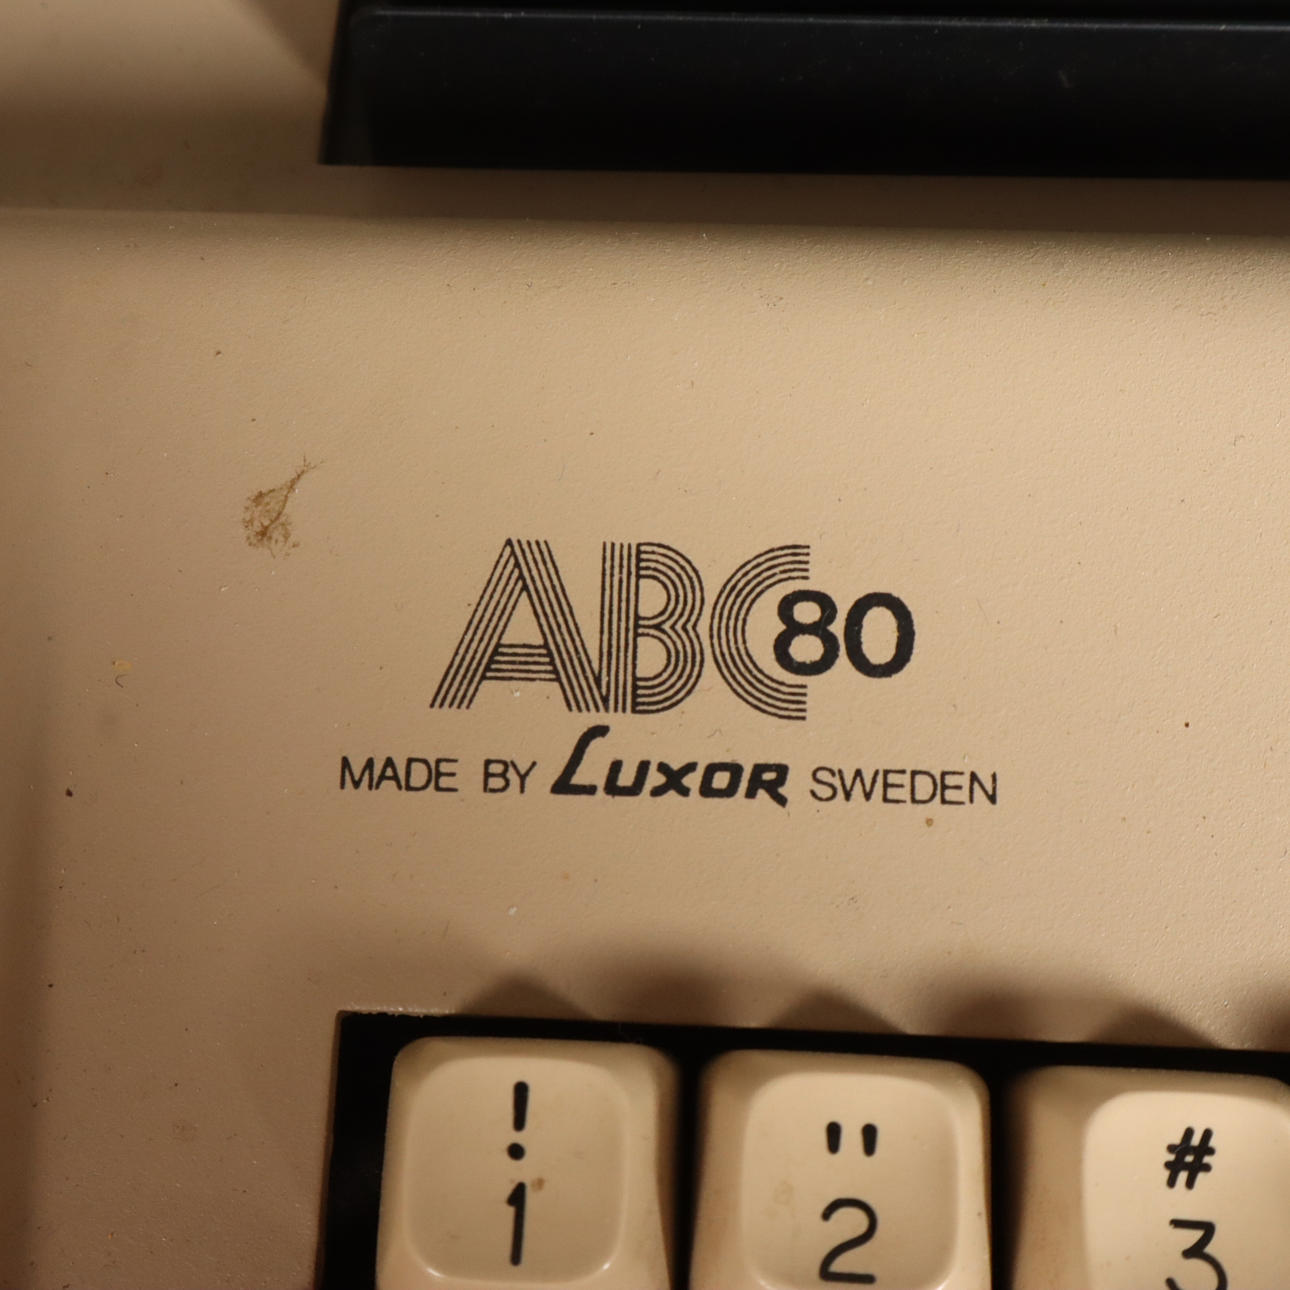 ABC80
MADE BY LUXOR SWEDEN
! " #
1 2 3